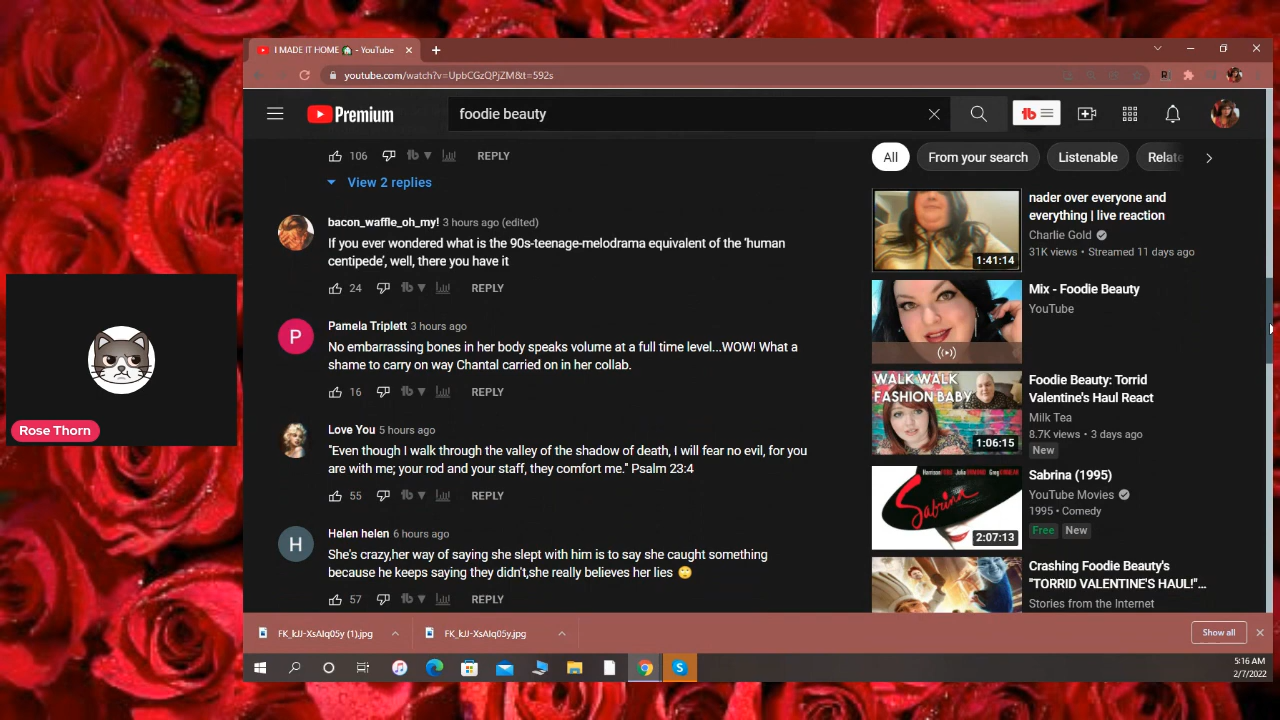 I MADE IT HOME - YouTube
youtube.com/watch?v=UpbCGzQPjZM&t=592s
Premium
foodie beauty
106
REPLY
View 2 replies
All
From your search
Listenable
Relate
bacon_waffle_oh_my! 3 hours ago (edited)
If you ever wondered what is the 90s-teenage-melodrama equivalent of the 'human
centipede', well, there you have it
24
REPLY
Pamela Triplett 3 hours ago
P
No embarrassing bones in her body speaks volume at a full time level...WOW! What a
shame to carry on way Chantal carried on in her collab.
16
REPLY
Love You 5 hours ago
"Even though I walk through the valley of the shadow of death, I will fear no evil, for you
are with me; your rod and your staff, they comfort me." Psalm 23:4
55
REPLY
Helen helen 6 hours ago
H
She's crazy,her way of saying she slept with him is to say she caught something
because he keeps saying they didn't,she really believes her lies 🙄
57
REPLY
nader over everyone and
everything | live reaction
Charlie Gold
31K views • Streamed 11 days ago
1:41:14
Mix - Foodie Beauty
YouTube
WALK WALK
FASHION BABY
1:06:15
Foodie Beauty: Torrid
Valentine's Haul React
Milk Tea
8.7K views • 3 days ago
New
Sabrina
2:07:13
Sabrina (1995)
YouTube Movies
1995 • Comedy
Free New
Crashing Foodie Beauty's
"TORRID VALENTINE'S HAUL!"...
Stories from the Internet
Rose Thorn
FK_kJJ-XsAIq05y (1).jpg
FK_kJJ-XsAIq05y.jpg
Show all
5:16 AM
2/7/2022